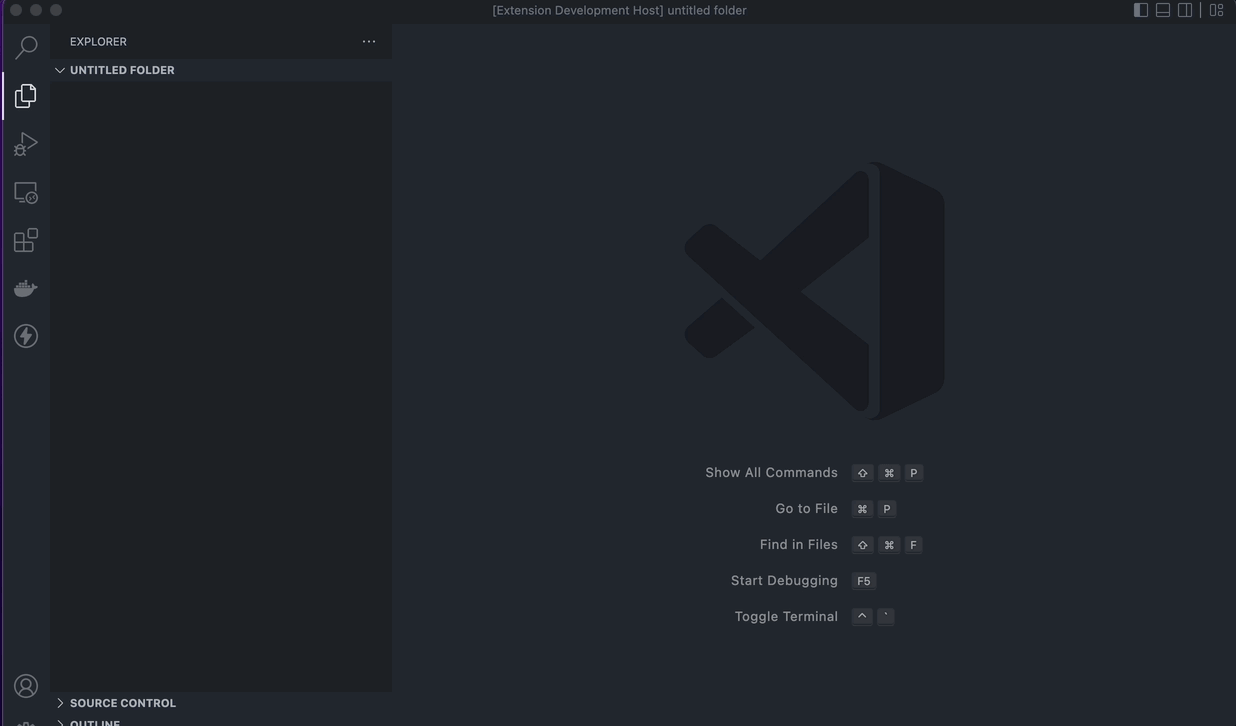 [Extension Development Host] untitled folder
EXPLORER
UNTITLED FOLDER
Show All Commands ⇧ ⌘ P
Go to File ⌘ P
Find in Files ⇧ ⌘ F
Start Debugging F5
Toggle Terminal ^ `
SOURCE CONTROL
OUTLINE